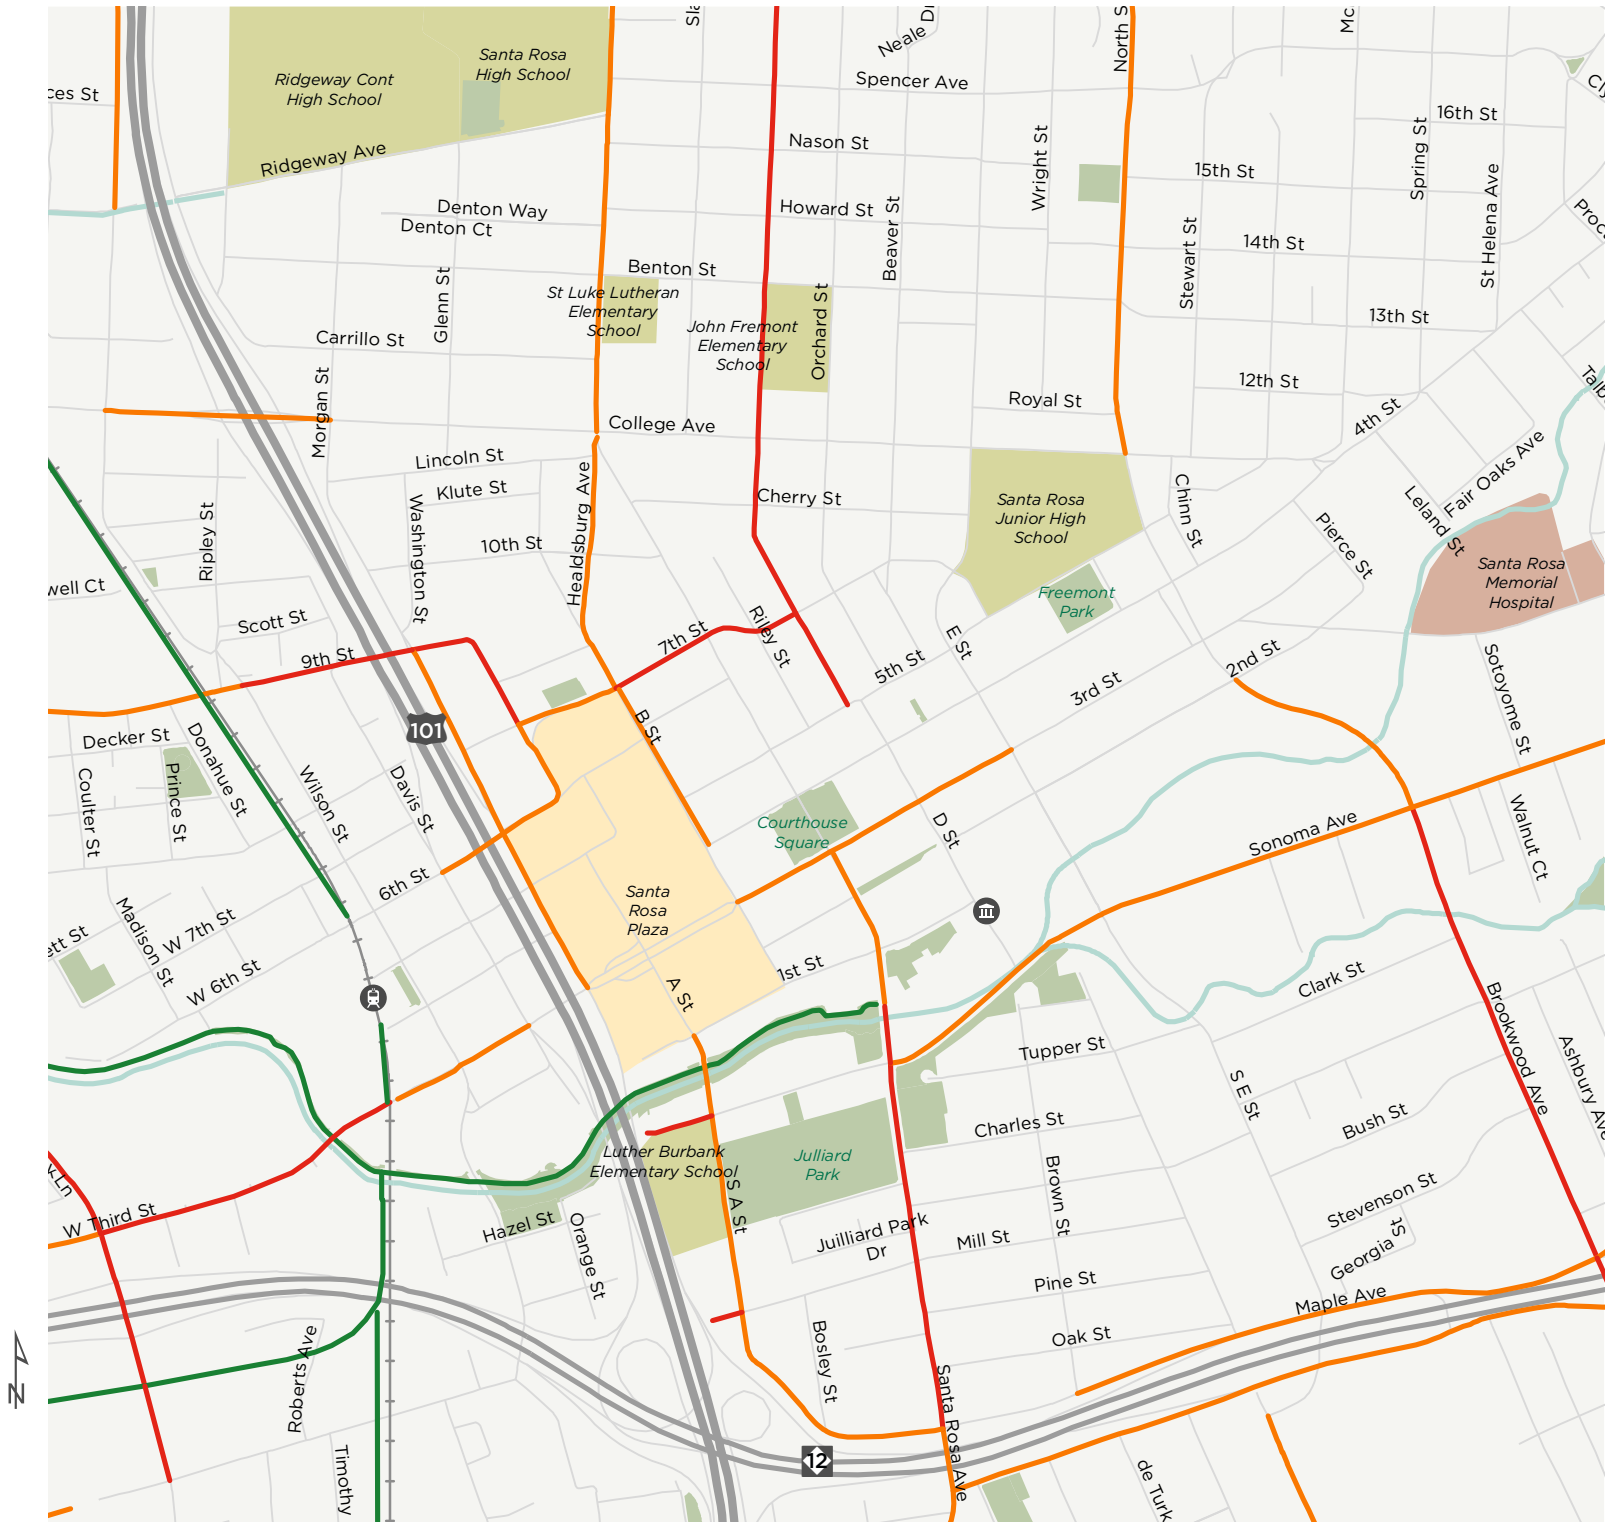 Neale Dr
North S
Mc
Santa Rosa
High School
Ridgeway Cont
High School
Spencer Ave
ces St
16th St
Nason St
Wright St
Spring St
Ridgeway Ave
15th St
St Helena Ave
Denton Way
Denton Ct
Howard St
Beaver St
Stewart St
14th St
Benton St
Glenn St
St Luke Lutheran
Elementary
School
John Fremont
Elementary
School
Orchard St
13th St
Carrillo St
12th St
Morgan St
Royal St
4th St
College Ave
Lincoln St
Klute St
Washington St
Healdsburg Ave
Cherry St
Santa Rosa
Junior High
School
Chinn St
Leland St
Fair Oaks Ave
Pierce St
Ripley St
10th St
Santa Rosa
Memorial
Hospital
well Ct
Freemont
Park
Scott St
9th St
7th St
Riley St
5th St
E St
2nd St
3rd St
Sotoyome St
101
B St
Decker St
Donahue St
Coulter St
Prince St
Wilson St
Davis St
Courthouse
Square
D St
Sonoma Ave
Walnut Ct
6th St
Santa
Rosa
Plaza
Madison St
W 7th St
ett St
W 6th St
A St
1st St
Clark St
Brookwood Ave
Ashbury Ave
Tupper St
S E St
Charles St
Bush St
Luther Burbank
Elementary School
Julliard
Park
k Ln
W Third St
S A St
Brown St
Stevenson St
Hazel St
Orange St
Juilliard Park
Dr
Mill St
Georgia St
Pine St
Maple Ave
Oak St
Roberts Ave
Bosley St
Santa Rosa Ave
12
Timothy
de Turk
N